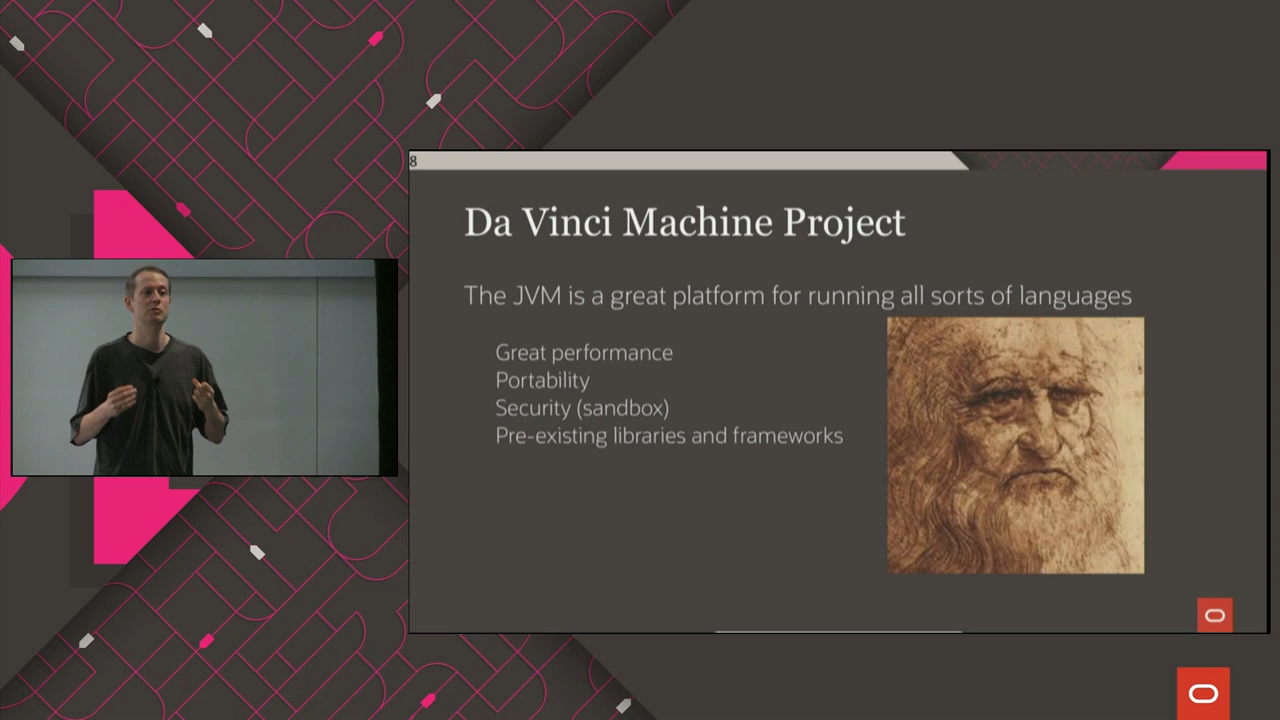 8
Da Vinci Machine Project
The JVM is a great platform for running all sorts of languages
Great performance
Portability
Security (sandbox)
Pre-existing libraries and frameworks